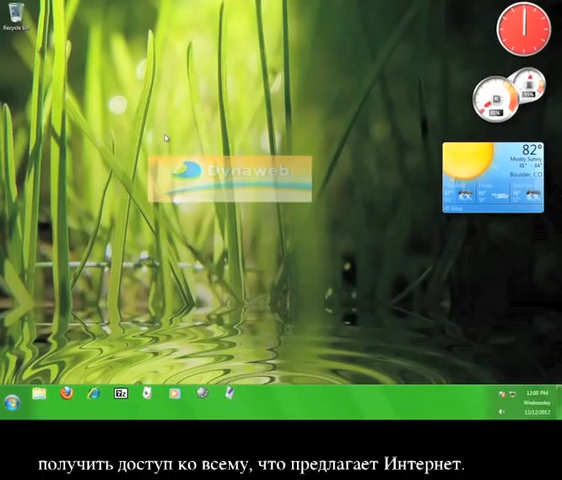 Recycle Bin
Dynaweb
82°
Mostly Sunny
Boulder, CO
7z
12:00 PM
Wednesday
12/12/2012
получить доступ ко всему, что предлагает Интернет.